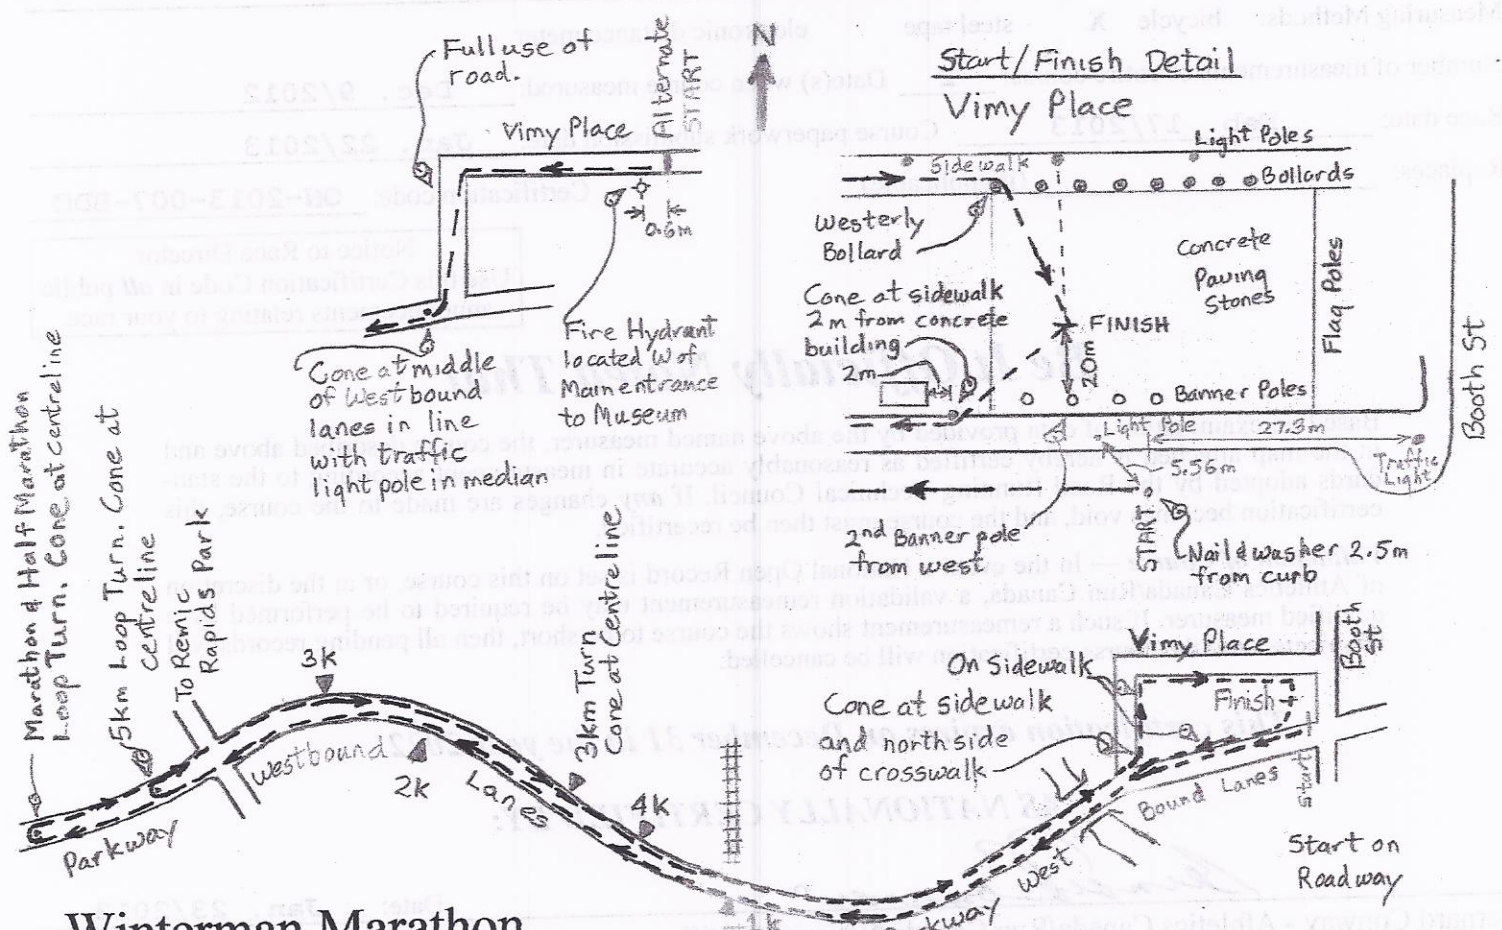 Full use of
road.
Alternate
START
N
Vimy Place
0.6m
Fire Hydrant
located W of
Main entrance
to Museum
Cone at middle
of westbound
lanes in line
with traffic
light pole in median
Start/Finish Detail
Vimy Place
Light Poles
Sidewalk
Bollards
Westerly
Bollard
Concrete
Paving
Stones
Flag Poles
Booth St
Cone at sidewalk
2m from concrete
building
2m
FINISH
20m
Banner Poles
Light Pole
27.3m
5.56m
Traffic
Light
START
2nd Banner pole
from west
Nail & washer 2.5m
from curb
Marathon & Half Marathon
Loop Turn. Cone at centreline
5km Loop Turn. Cone at
centreline
To Remic
Rapids Park
3K
3km Turn
Cone at Centreline
Westbound
Lanes
2K
4K
Parkway
1K
Parkway
West
Bound Lanes
On Sidewalk
Cone at sidewalk
and north side
of crosswalk
Vimy Place
Booth
St
Finish
Start
Start on
Roadway
Winterman Marathon